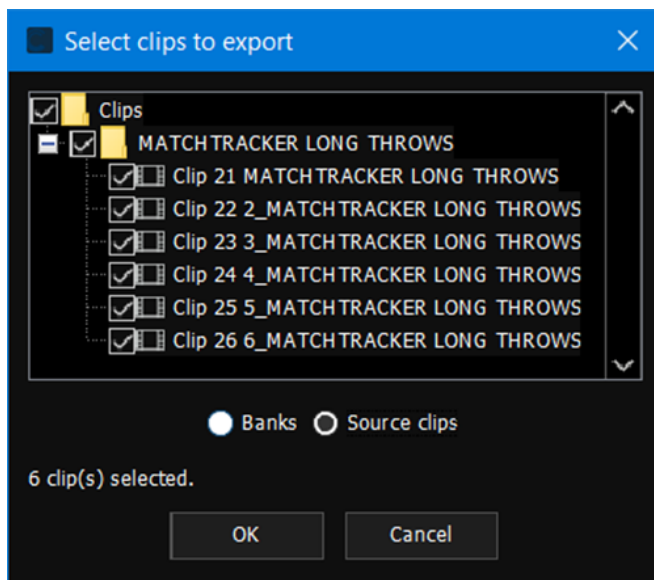 Select clips to export
Clips
MATCHTRACKER LONG THROWS
Clip 21 MATCHTRACKER LONG THROWS
Clip 22 2_MATCHTRACKER LONG THROWS
Clip 23 3_MATCHTRACKER LONG THROWS
Clip 24 4_MATCHTRACKER LONG THROWS
Clip 25 5_MATCHTRACKER LONG THROWS
Clip 26 6_MATCHTRACKER LONG THROWS
Banks Source clips
6 clip(s) selected.
OK Cancel